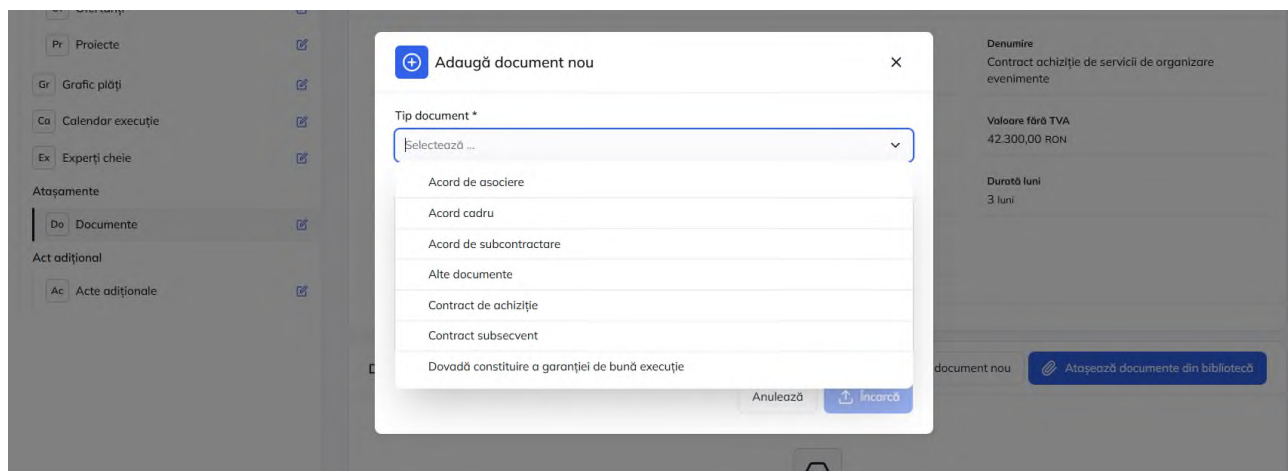 Pr Proiecte
Gr Grafic plăți
Ca Calendar execuție
Ex Experți cheie
Atașamente
Do Documente
Act adițional
Ac Acte adiționale
Adaugă document nou
Tip document *
Selectează ...
Acord de asociere
Acord cadru
Acord de subcontractare
Alte documente
Contract de achiziție
Contract subsecvent
Dovadă constituire a garanției de bună execuție
Anulează
Încarcă
Denumire
Contract achiziție de servicii de organizare
evenimente
Valoare fără TVA
42.300,00 RON
Durată luni
3 luni
document nou
Atașează documente din bibliotecă